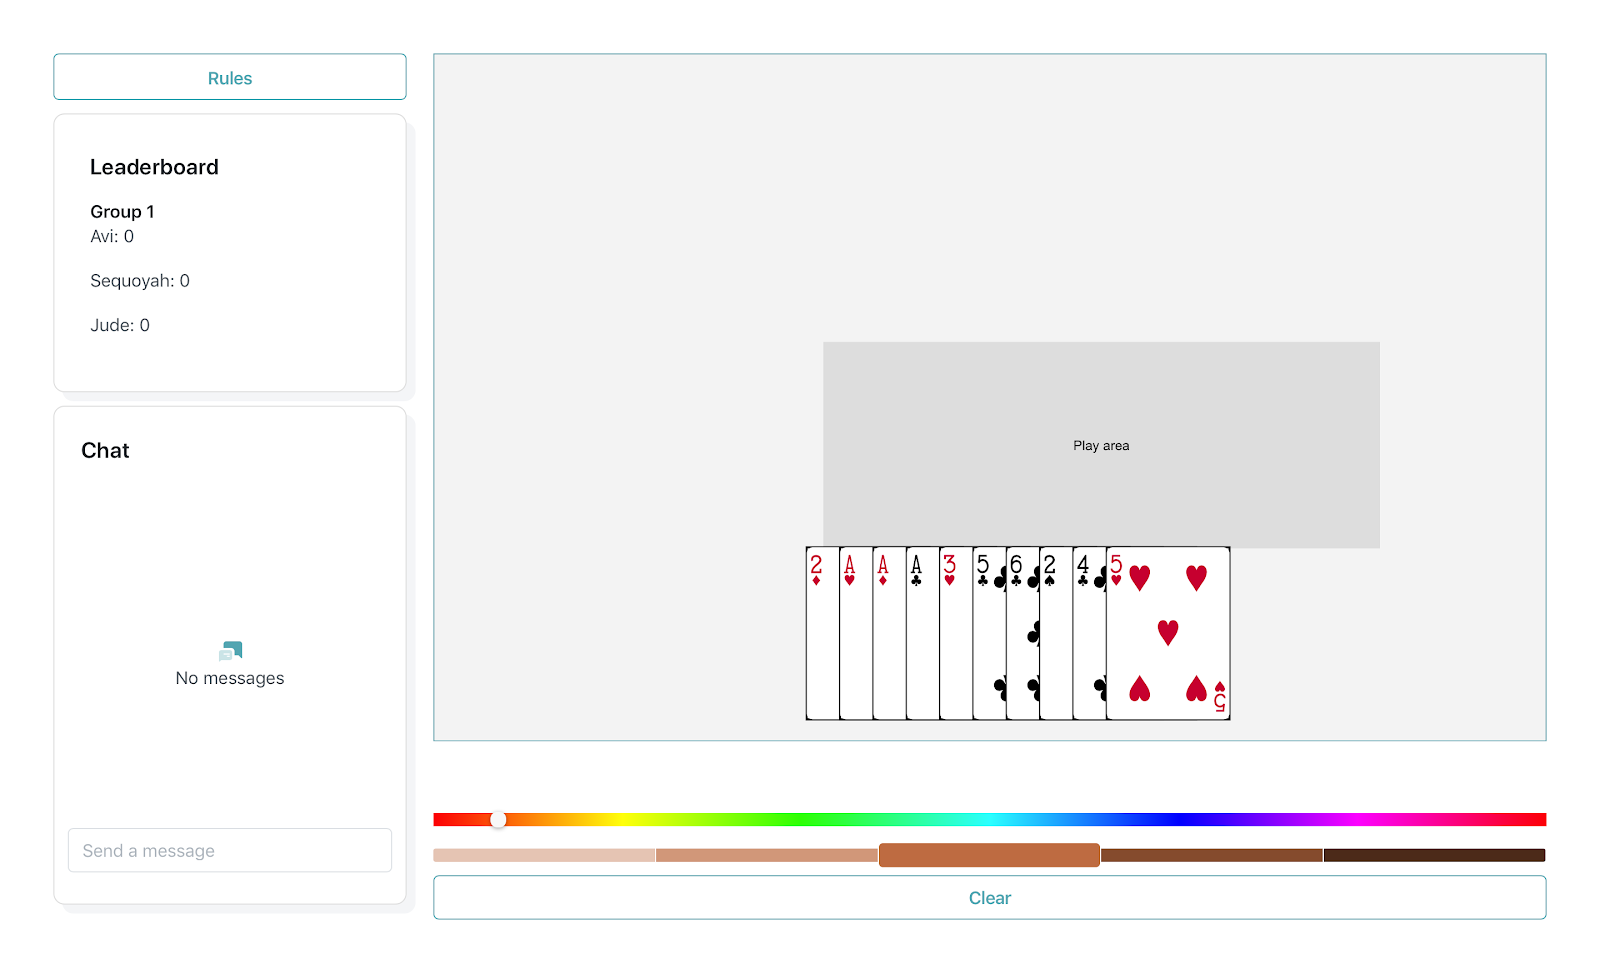 Rules
Leaderboard
Group 1
Avi: 0
Sequoyah: 0
Jude: 0
Chat
No messages
Send a message
Play area
2 A A A 3 5 6 2 4 5
5
Clear